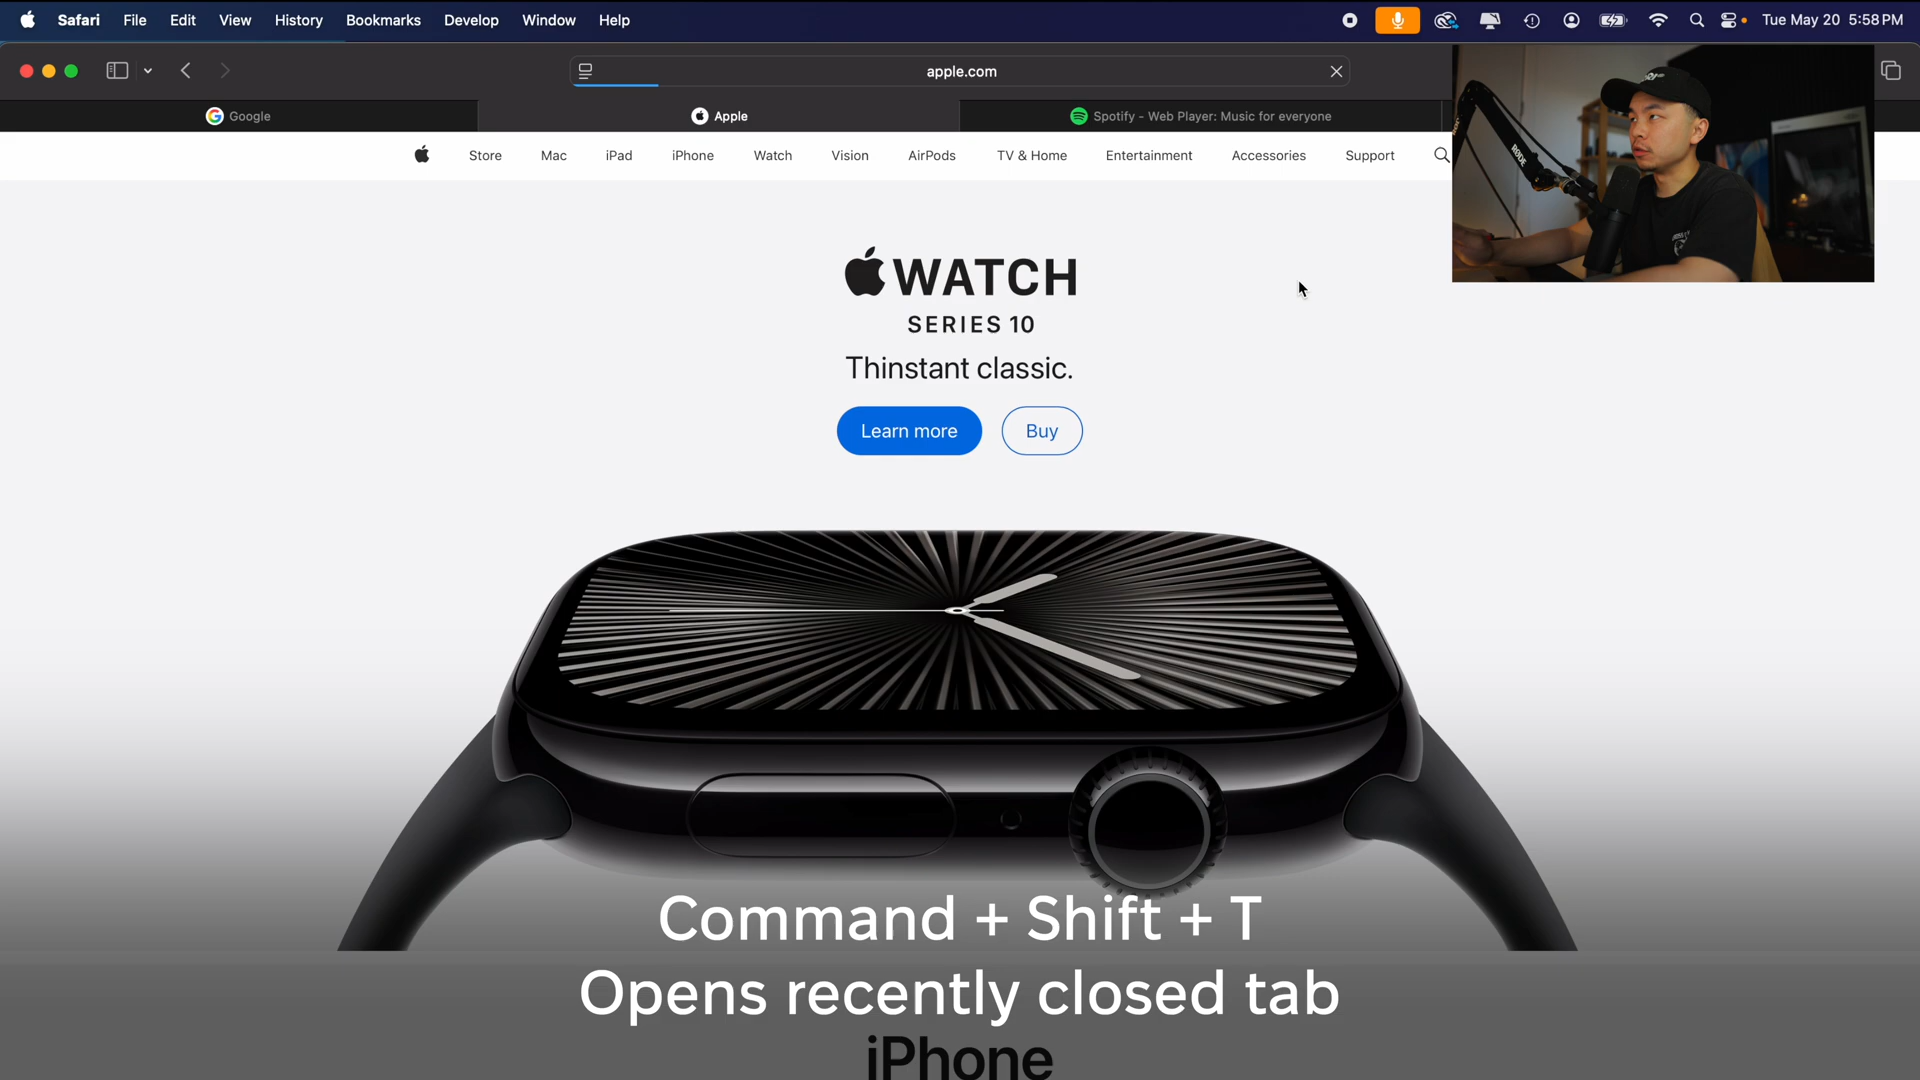 Safari File Edit View History Bookmarks Develop Window Help Tue May 20 5:58 PM
apple.com
Google Apple Spotify - Web Player: Music for everyone
Store Mac iPad iPhone Watch Vision AirPods TV & Home Entertainment Accessories Support
RØDE
WATCH
SERIES 10
Thinstant classic.
Learn more Buy
Command + Shift + T
Opens recently closed tab
iPhone